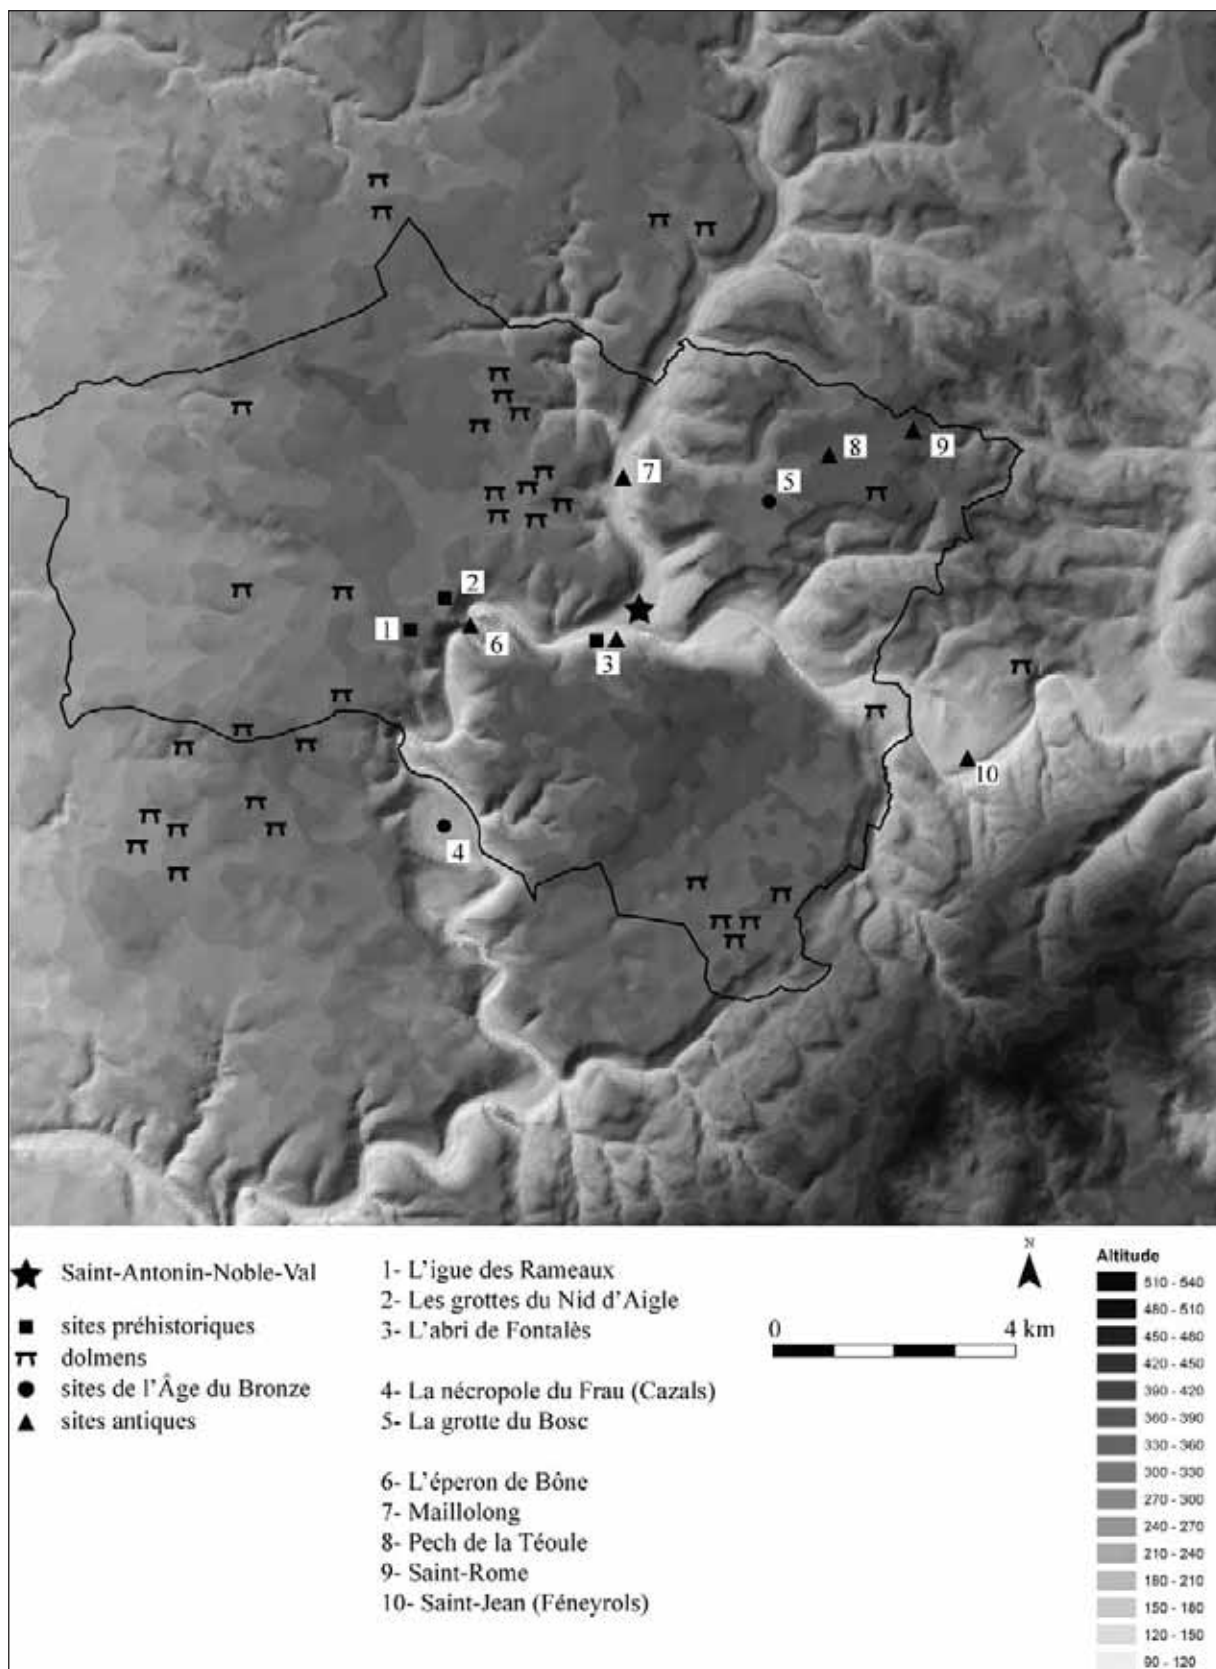 8
9
7
5
2
1
6
3
10
4
Saint-Antonin-Noble-Val
sites préhistoriques
dolmens
sites de l'Âge du Bronze
sites antiques
1- L'igue des Rameaux
2- Les grottes du Nid d'Aigle
3- L'abri de Fontalès
4- La nécropole du Frau (Cazals)
5- La grotte du Bosc
6- L'éperon de Bône
7- Maillolong
8- Pech de la Téoule
9- Saint-Rome
10- Saint-Jean (Féneyrols)
N
0 4 km
Altitude
510 - 540
480 - 510
450 - 480
420 - 450
390 - 420
360 - 390
330 - 360
300 - 330
270 - 300
240 - 270
210 - 240
180 - 210
150 - 180
120 - 150
90 - 120